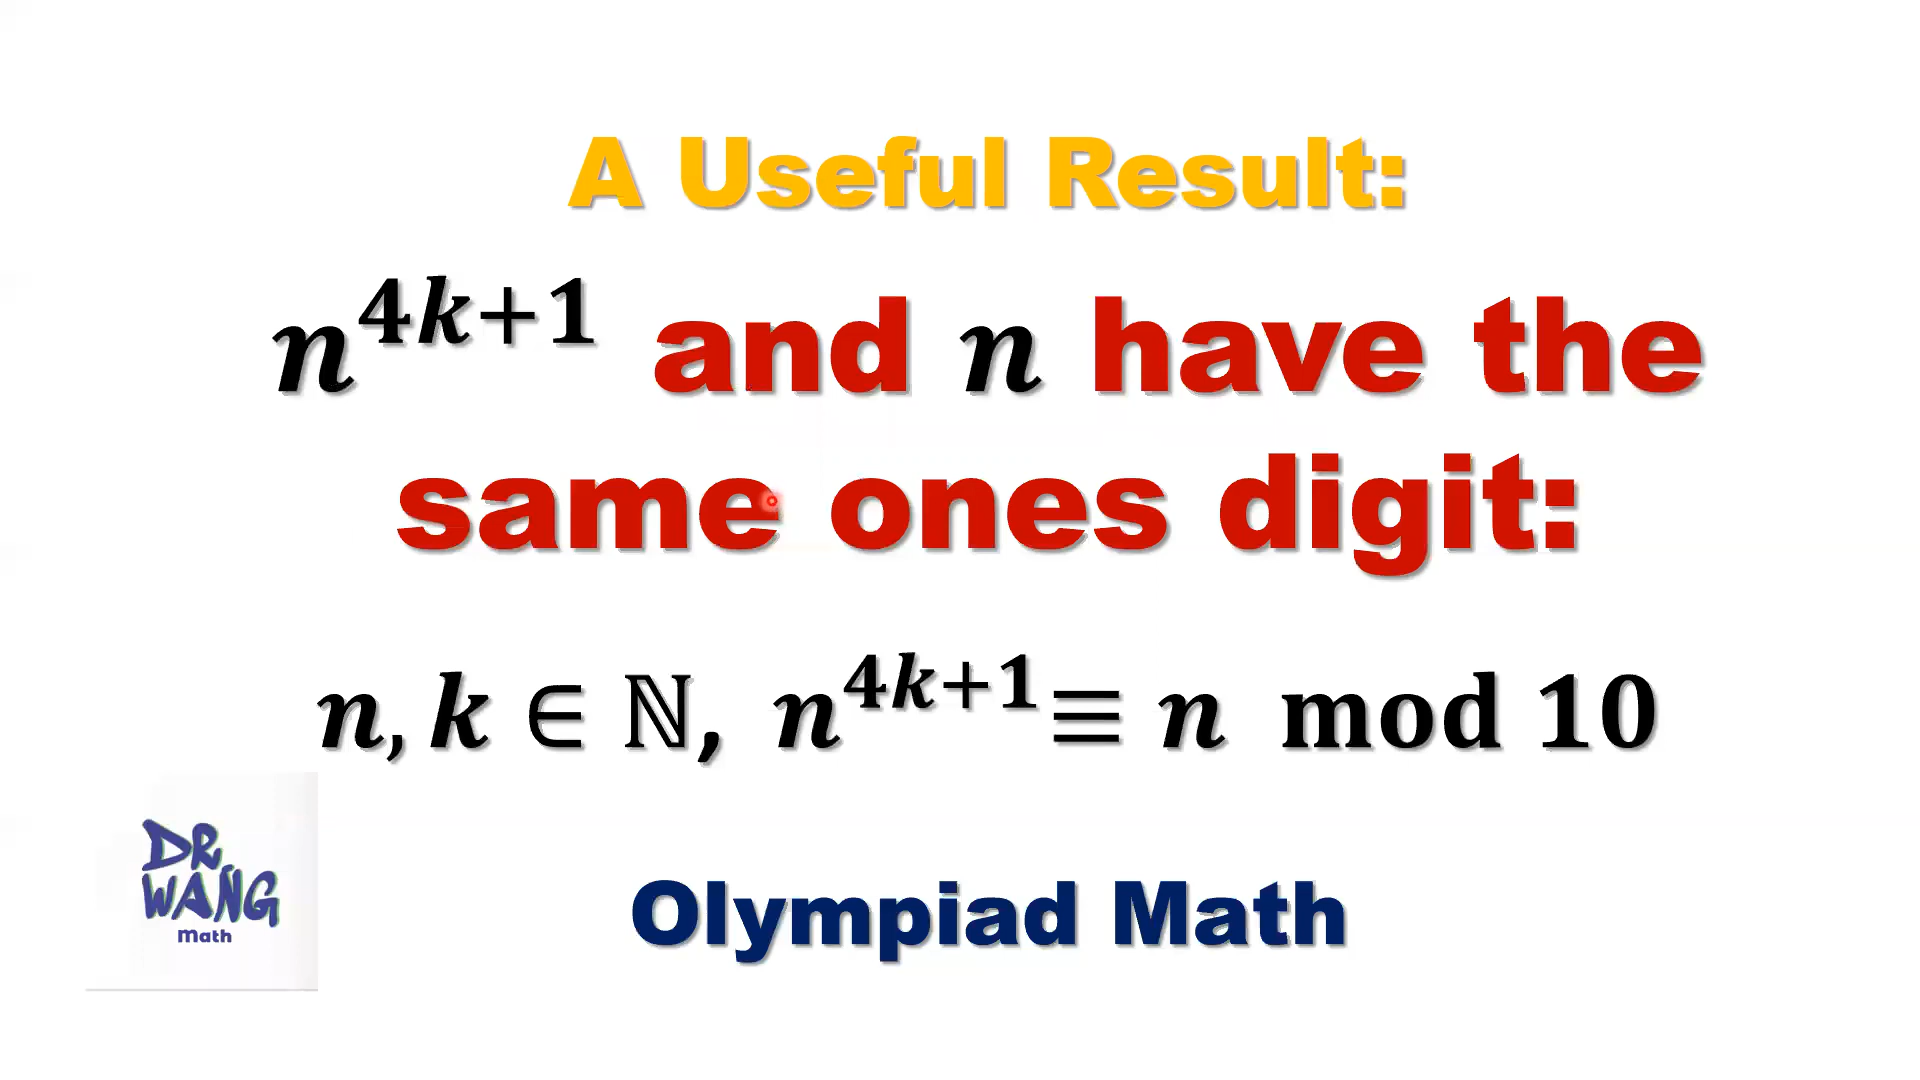 A Useful Result:
n^{4k+1} and n have the
same ones digit:
n, k ∈ ℕ, n^{4k+1} ≡ n mod 10
DR
WANG
Math
Olympiad Math